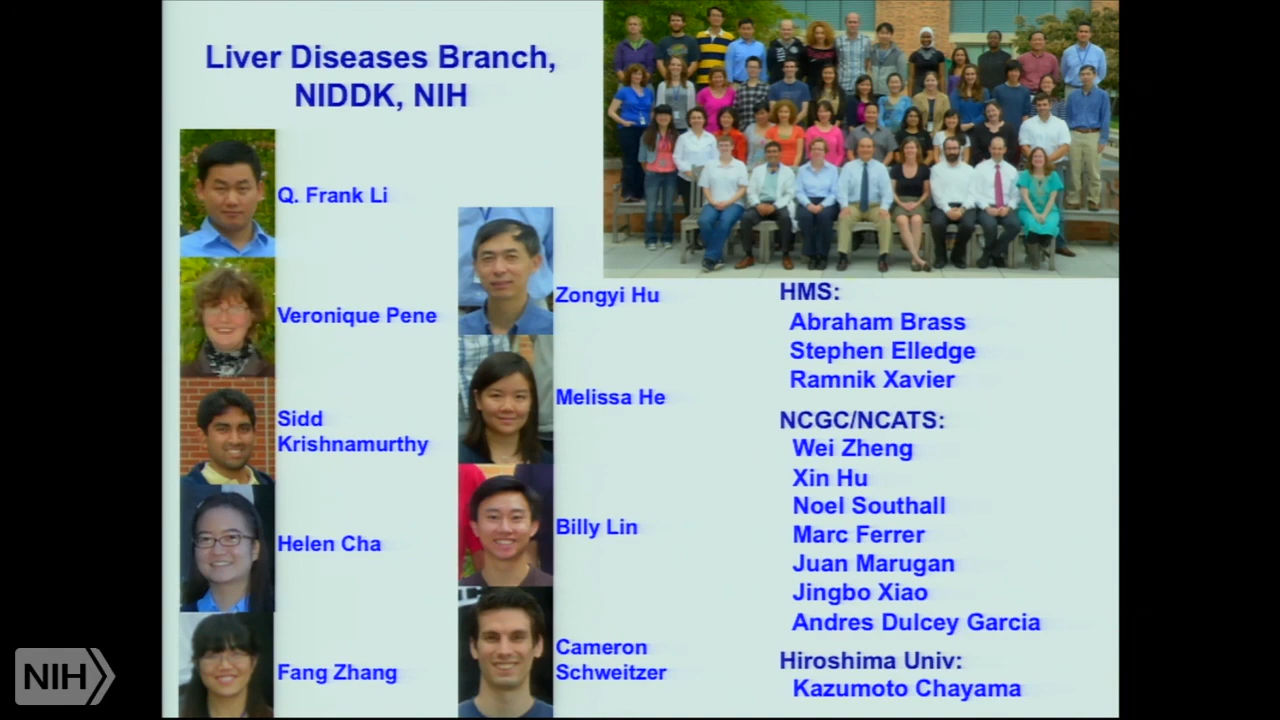 Liver Diseases Branch,
NIDDK, NIH
Q. Frank Li
Veronique Pene
Sidd
Krishnamurthy
Helen Cha
Fang Zhang
Zongyi Hu
Melissa He
Billy Lin
Cameron
Schweitzer
HMS:
Abraham Brass
Stephen Elledge
Ramnik Xavier
NCGC/NCATS:
Wei Zheng
Xin Hu
Noel Southall
Marc Ferrer
Juan Marugan
Jingbo Xiao
Andres Dulcey Garcia
Hiroshima Univ:
Kazumoto Chayama
NIH